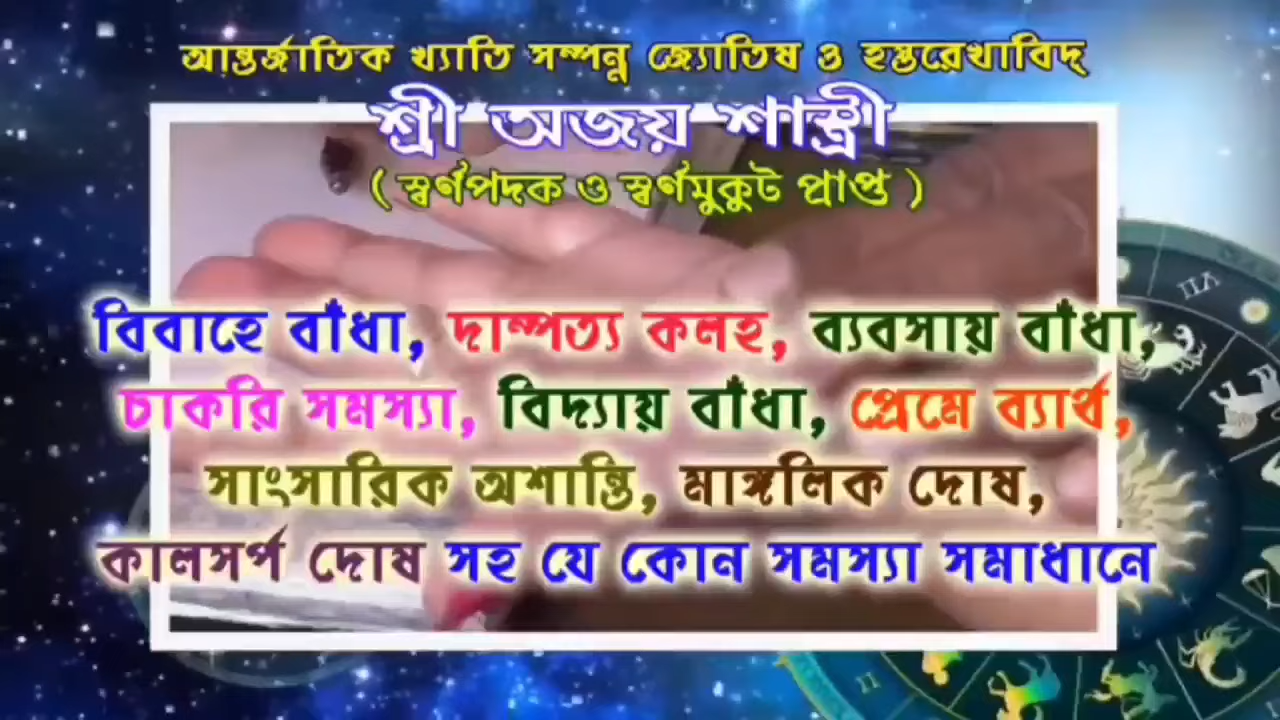 আন্তর্জাতিক খ্যাতি সম্পন্ন জ্যোতিষ ও হস্তরেখাবিদ্
শ্রী অজয় শাস্ত্রী
( স্বর্ণপদক ও স্বর্ণমুকুট প্রাপ্ত )
বিবাহে বাঁধা, দাম্পত্য কলহ, ব্যবসায় বাঁধা,
চাকরি সমস্যা, বিদ্যায় বাঁধা, প্রেমে ব্যার্থ,
সাংসারিক অশান্তি, মাঙ্গলিক দোষ,
কালসর্প দোষ সহ যে কোন সমস্যা সমাধানে